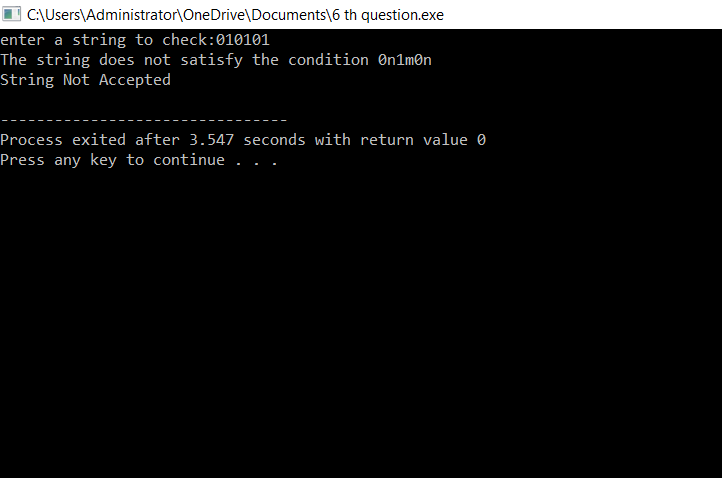 C:\Users\Administrator\OneDrive\Documents\6 th question.exe
enter a string to check:010101
The string does not satisfy the condition 0n1m0n
String Not Accepted
--------------------------------
Process exited after 3.547 seconds with return value 0
Press any key to continue . . .